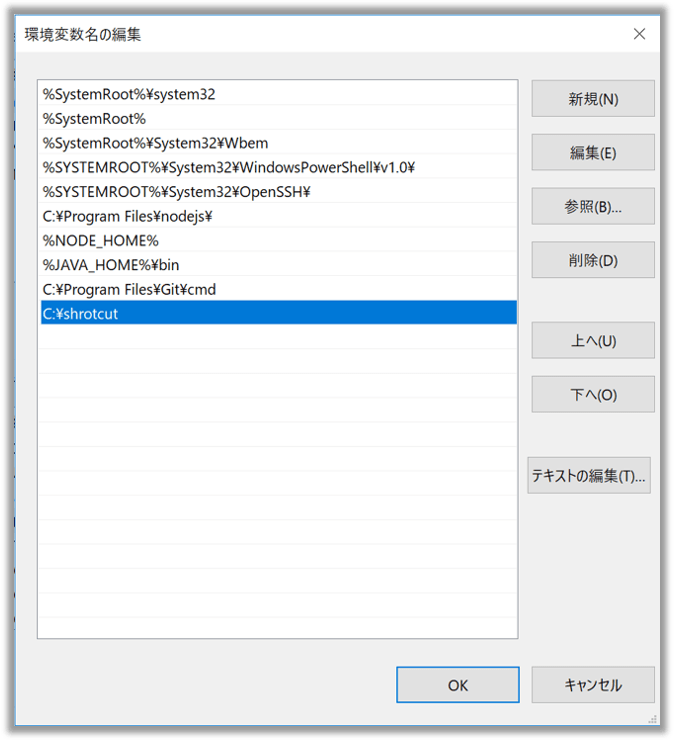 環境変数名の編集
%SystemRoot%¥system32
%SystemRoot%
%SystemRoot%¥System32¥Wbem
%SYSTEMROOT%¥System32¥WindowsPowerShell¥v1.0¥
%SYSTEMROOT%¥System32¥OpenSSH¥
C:¥Program Files¥nodejs¥
%NODE_HOME%
%JAVA_HOME%¥bin
C:¥Program Files¥Git¥cmd
C:¥shrotcut
新規(N)
編集(E)
参照(B)...
削除(D)
上へ(U)
下へ(O)
テキストの編集(T)...
OK
キャンセル